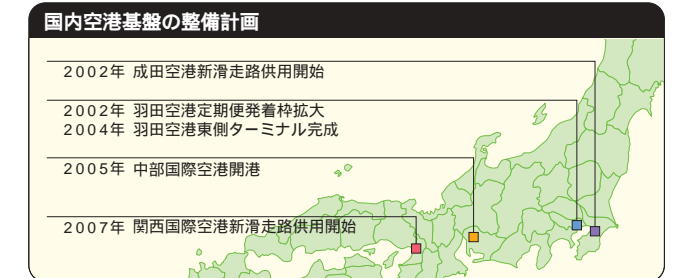 国内空港基盤の整備計画
2002年 成田空港新滑走路供用開始
2002年 羽田空港定期便発着枠拡大
2004年 羽田空港東側ターミナル完成
2005年 中部国際空港開港
2007年 関西国際空港新滑走路供用開始